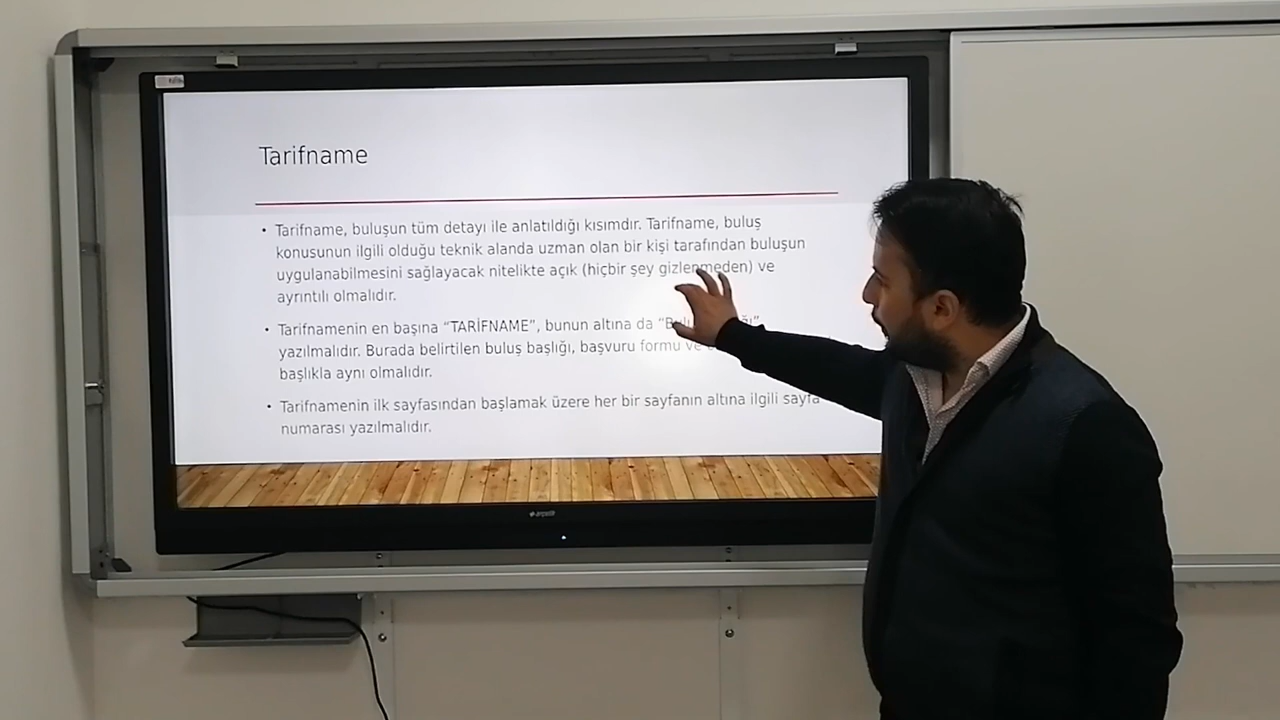 Tarifname
• Tarifname, buluşun tüm detayı ile anlatıldığı kısımdır. Tarifname, buluş
konusunun ilgili olduğu teknik alanda uzman olan bir kişi tarafından buluşun
uygulanabilmesini sağlayacak nitelikte açık (hiçbir şey gizlenmeden) ve
ayrıntılı olmalıdır.
• Tarifnamenin en başına “TARİFNAME”, bunun altına da
yazılmalıdır. Burada belirtilen buluş başlığı, başvuru formu ve
başlıkla aynı olmalıdır.
• Tarifnamenin ilk sayfasından başlamak üzere her bir sayfanın altına ilgili sayfa
numarası yazılmalıdır.
arçelik